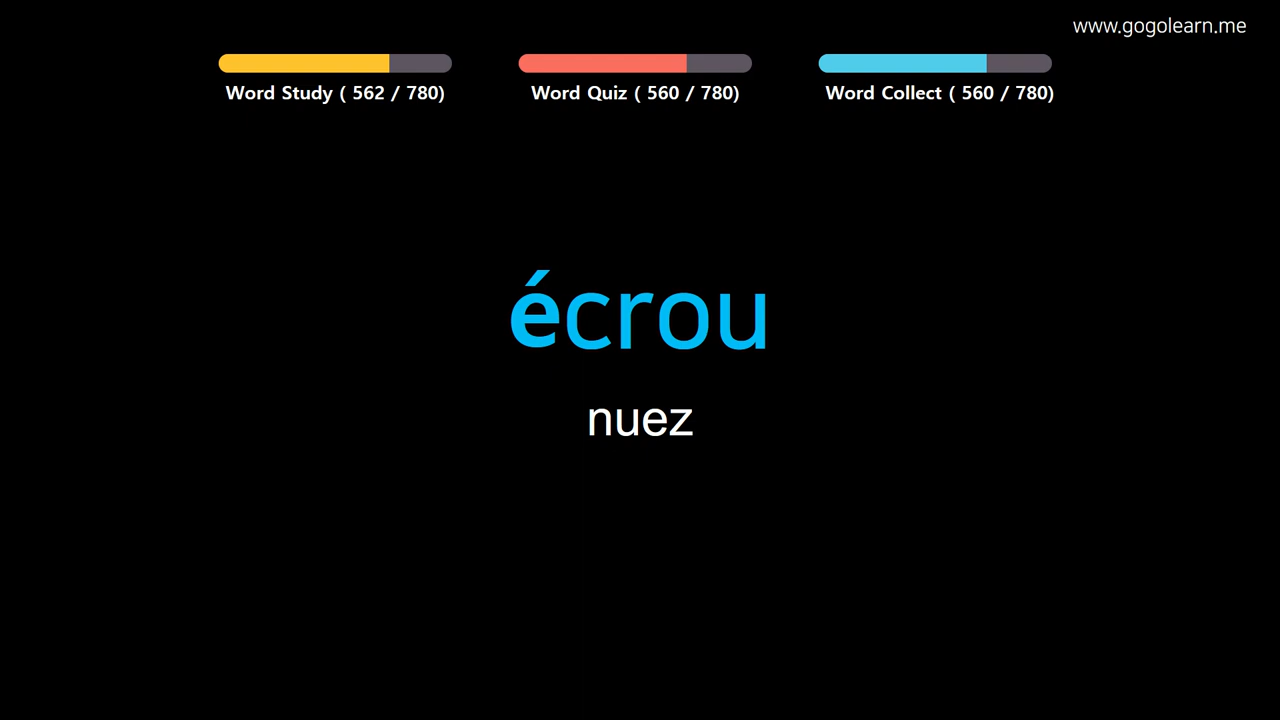 www.gogolearn.me
Word Study ( 562 / 780)
Word Quiz ( 560 / 780)
Word Collect ( 560 / 780)
écrou
nuez